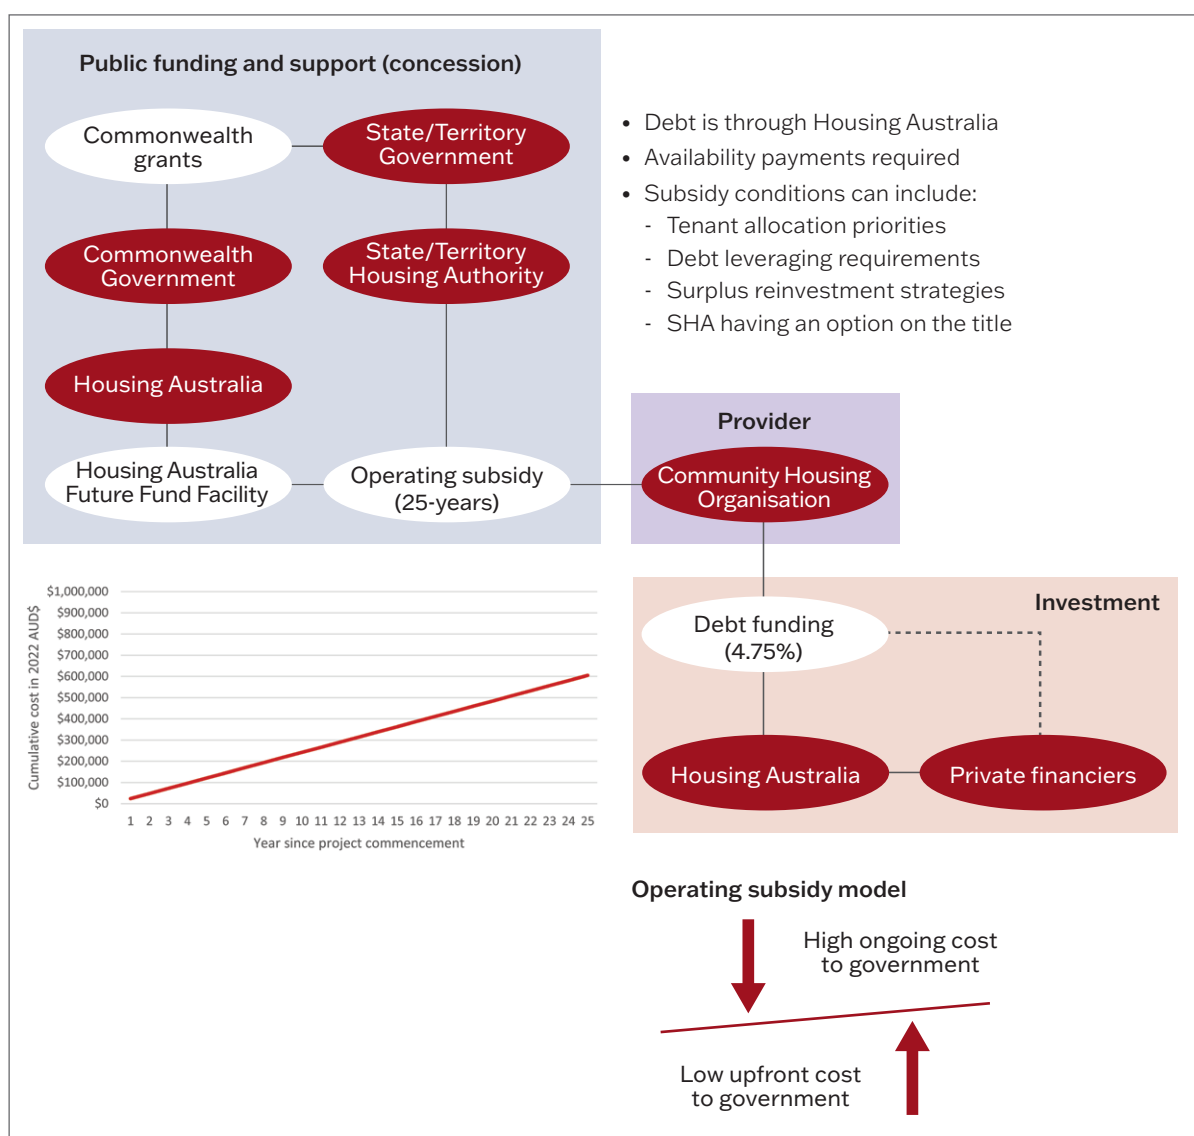 Public funding and support (concession)
Commonwealth
grants
State/Territory
Government
Commonwealth
Government
State/Territory
Housing Authority
Housing Australia
Housing Australia
Future Fund Facility
Operating subsidy
(25-years)
• Debt is through Housing Australia
• Availability payments required
• Subsidy conditions can include:
- Tenant allocation priorities
- Debt leveraging requirements
- Surplus reinvestment strategies
- SHA having an option on the title
Provider
Community Housing
Organisation
Investment
Debt funding
(4.75%)
Housing Australia
Private financiers
Cumulative cost in 2022 AUD$
$1,000,000
$900,000
$800,000
$700,000
$600,000
$500,000
$400,000
$300,000
$200,000
$100,000
$0
1 2 3 4 5 6 7 8 9 10 11 12 13 14 15 16 17 18 19 20 21 22 23 24 25
Year since project commencement
Operating subsidy model
High ongoing cost
to government
Low upfront cost
to government